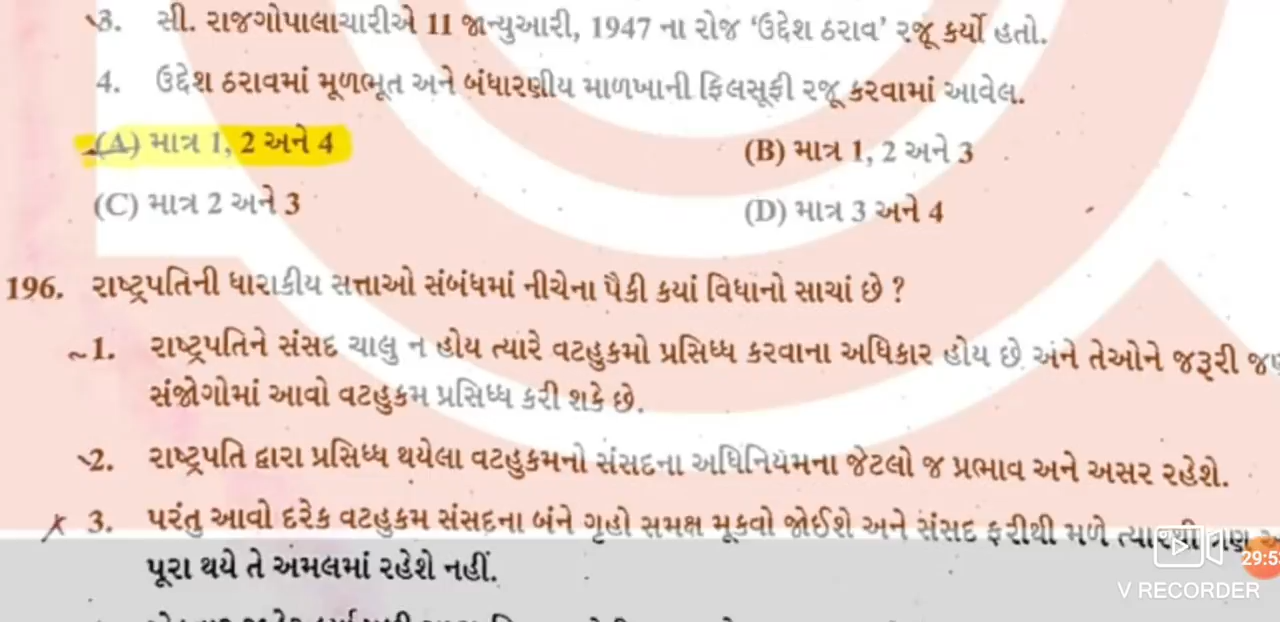 3. સી. રાજગોપાલાચારીએ 11 જાન્યુઆરી, 1947 ના રોજ ‘ઉદ્દેશ ઠરાવ’ રજૂ કર્યો હતો.
4. ઉદ્દેશ ઠરાવમાં મૂળભૂત અને બંધારણીય માળખાની ફિલસૂફી રજૂ કરવામાં આવેલ.
(A) માત્ર 1, 2 અને 4 (B) માત્ર 1, 2 અને 3
(C) માત્ર 2 અને 3 (D) માત્ર 3 અને 4
196. રાષ્ટ્રપતિની ધારાકીય સત્તાઓ સંબંધમાં નીચેના પૈકી કયાં વિધાનો સાચાં છે ?
1. રાષ્ટ્રપતિને સંસદ ચાલુ ન હોય ત્યારે વટહુકમો પ્રસિધ્ધ કરવાના અધિકાર હોય છે અને તેઓને જરૂરી
સંજોગોમાં આવો વટહુકમ પ્રસિધ્ધ કરી શકે છે.
2. રાષ્ટ્રપતિ દ્વારા પ્રસિધ્ધ થયેલા વટહુકમનો સંસદના અધિનિયમના જેટલો જ પ્રભાવ અને અસર રહેશે.
3. પરંતુ આવો દરેક વટહુકમ સંસદના બંને ગૃહો સમક્ષ મૂકવો જોઈશે અને સંસદ ફરીથી મળે ત્યારથી ત્રણ
પૂરા થયે તે અમલમાં રહેશે નહીં.
29:5
V RECORDER